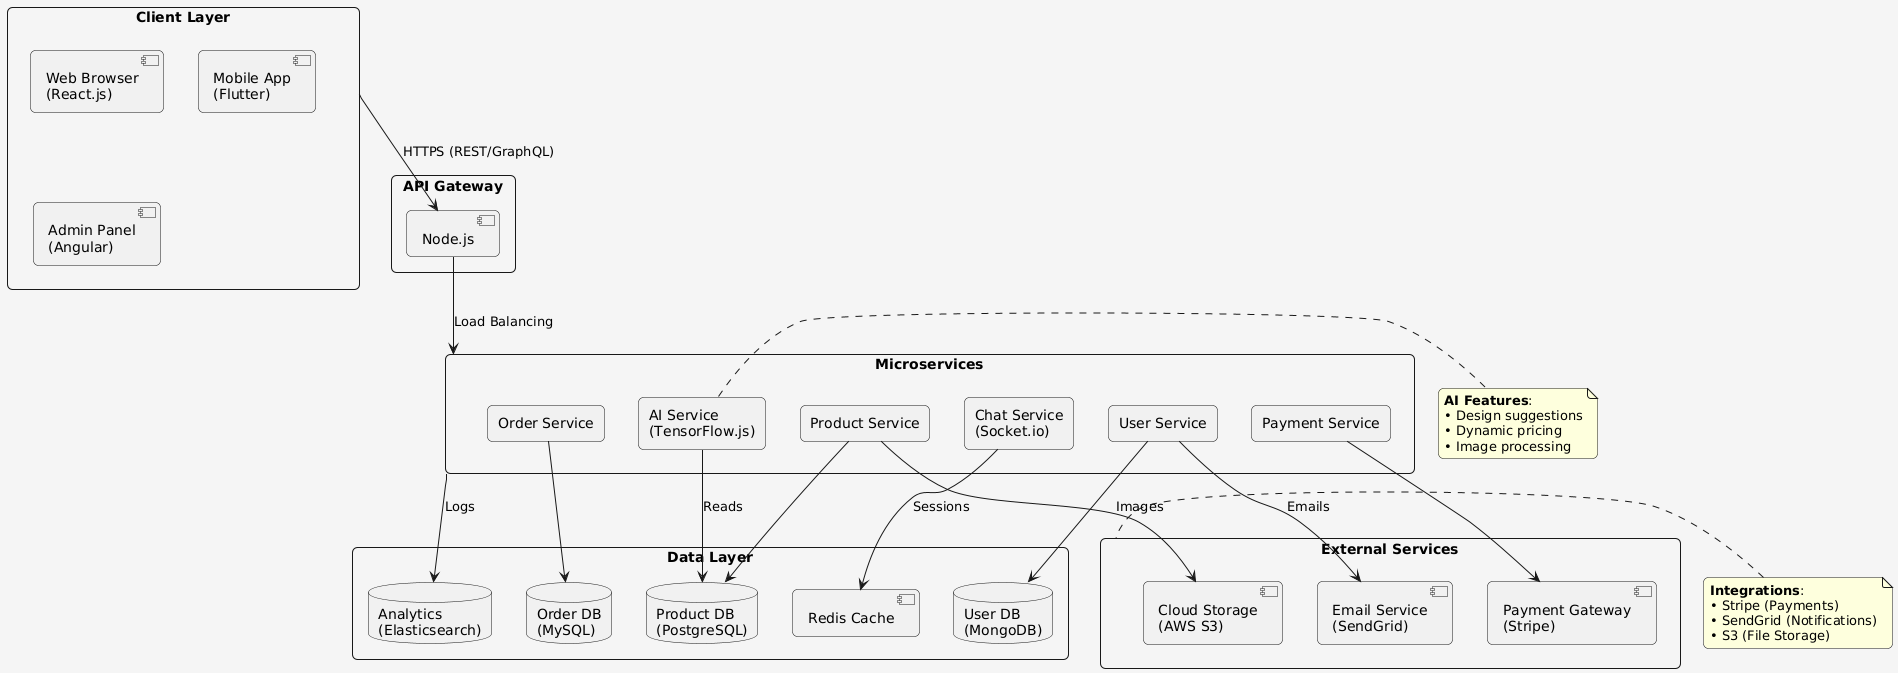 Client Layer
Web Browser
(React.js)
Mobile App
(Flutter)
HTTPS (REST/GraphQL)
API Gateway
Admin Panel
(Angular)
Node.js
Load Balancing
Microservices
Order Service
AI Service
(TensorFlow.js)
Product Service
Chat Service
(Socket.io)
User Service
Payment Service
AI Features:
• Design suggestions
• Dynamic pricing
• Image processing
Logs
Reads
Sessions
Images
Emails
Data Layer
Analytics
(Elasticsearch)
Order DB
(MySQL)
Product DB
(PostgreSQL)
Redis Cache
User DB
(MongoDB)
External Services
Cloud Storage
(AWS S3)
Email Service
(SendGrid)
Payment Gateway
(Stripe)
Integrations:
• Stripe (Payments)
• SendGrid (Notifications)
• S3 (File Storage)